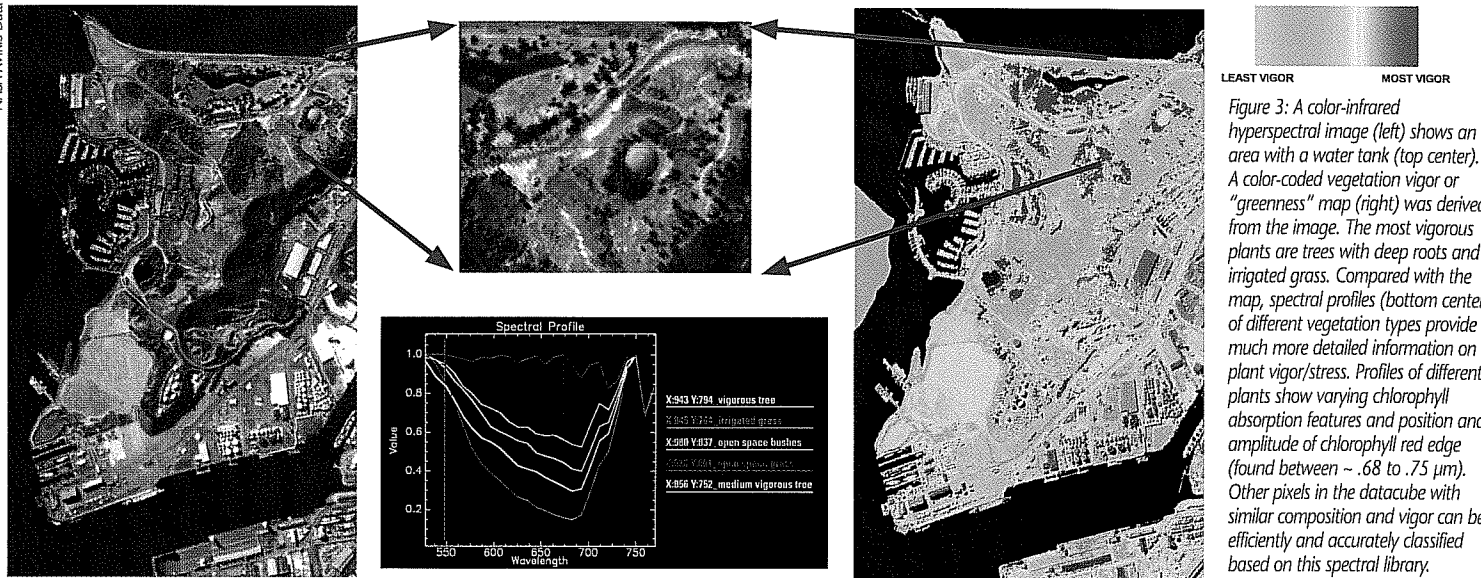 LEAST VIGOR MOST VIGOR
Figure 3: A color-infrared
hyperspectral image (left) shows an
area with a water tank (top center).
A color-coded vegetation vigor or
"greenness" map (right) was derived
from the image. The most vigorous
plants are trees with deep roots and
irrigated grass. Compared with the
map, spectral profiles (bottom center
of different vegetation types provide
much more detailed information on
plant vigor/stress. Profiles of different
plants show varying chlorophyll
absorption features and position and
amplitude of chlorophyll red edge
(found between ~ .68 to .75 µm).
Other pixels in the datacube with
similar composition and vigor can be
efficiently and accurately classified
based on this spectral library.
Spectral Profile
Value
1.0
0.8
0.6
0.4
0.2
550 600 650 700 750
Wavelength
X:943 Y:794_vigorous tree
irrigated grass
X:980 Y:837_open space bushes
X:856 Y:752_medium vigorous tree